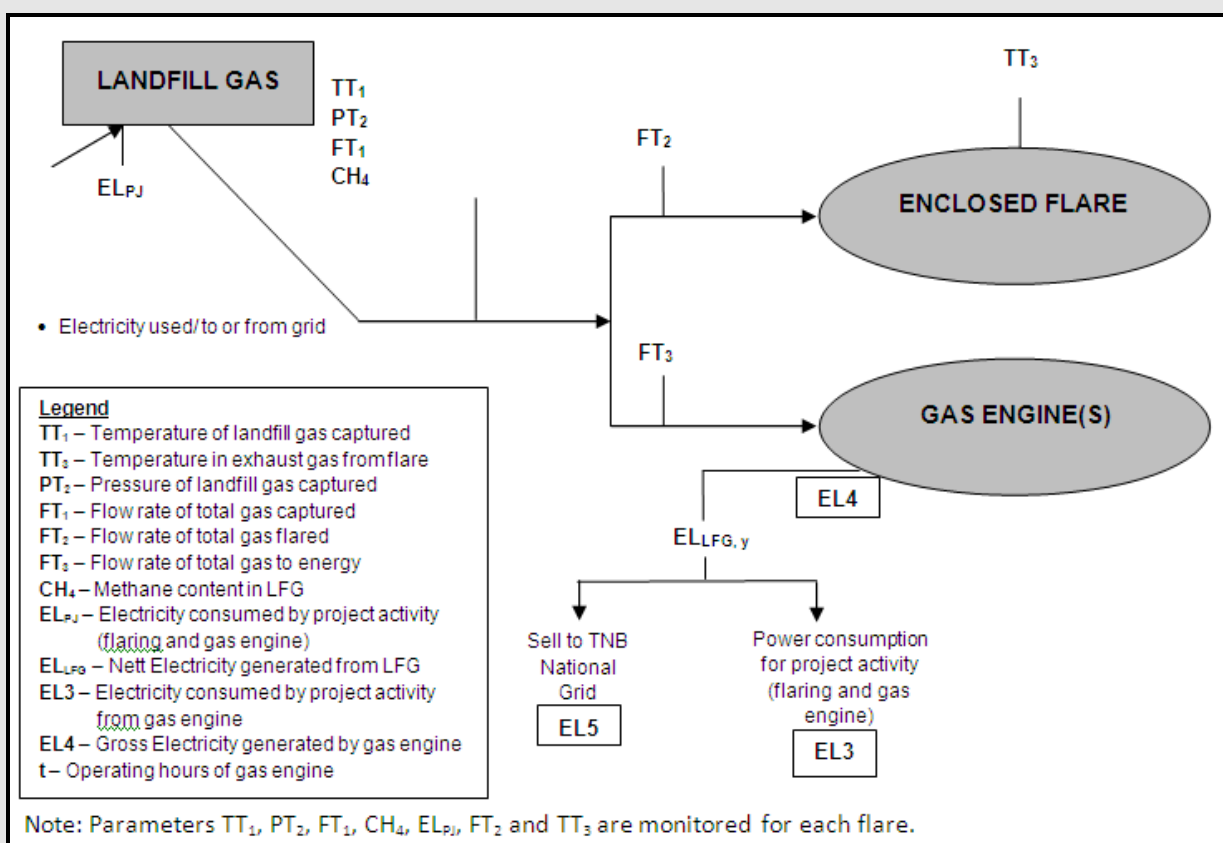 LANDFILL GAS
TT₁
PT₂
FT₁
CH₄
EL_PJ
TT₃
FT₂
ENCLOSED FLARE
• Electricity used/to or from grid
FT₃
GAS ENGINE(S)
EL4
EL_LFG, y
Sell to TNB
National
Grid
EL5
Power consumption
for project activity
(flaring and gas
engine)
EL3
Legend
TT₁ – Temperature of landfill gas captured
TT₃ – Temperature in exhaust gas from flare
PT₂ – Pressure of landfill gas captured
FT₁ – Flow rate of total gas captured
FT₂ – Flow rate of total gas flared
FT₃ – Flow rate of total gas to energy
CH₄ – Methane content in LFG
EL_PJ – Electricity consumed by project activity
(flaring and gas engine)
EL_LFG – Nett Electricity generated from LFG
EL3 – Electricity consumed by project activity
from gas engine
EL4 – Gross Electricity generated by gas engine
t – Operating hours of gas engine
Note: Parameters TT₁, PT₂, FT₁, CH₄, EL_PJ, FT₂ and TT₃ are monitored for each flare.